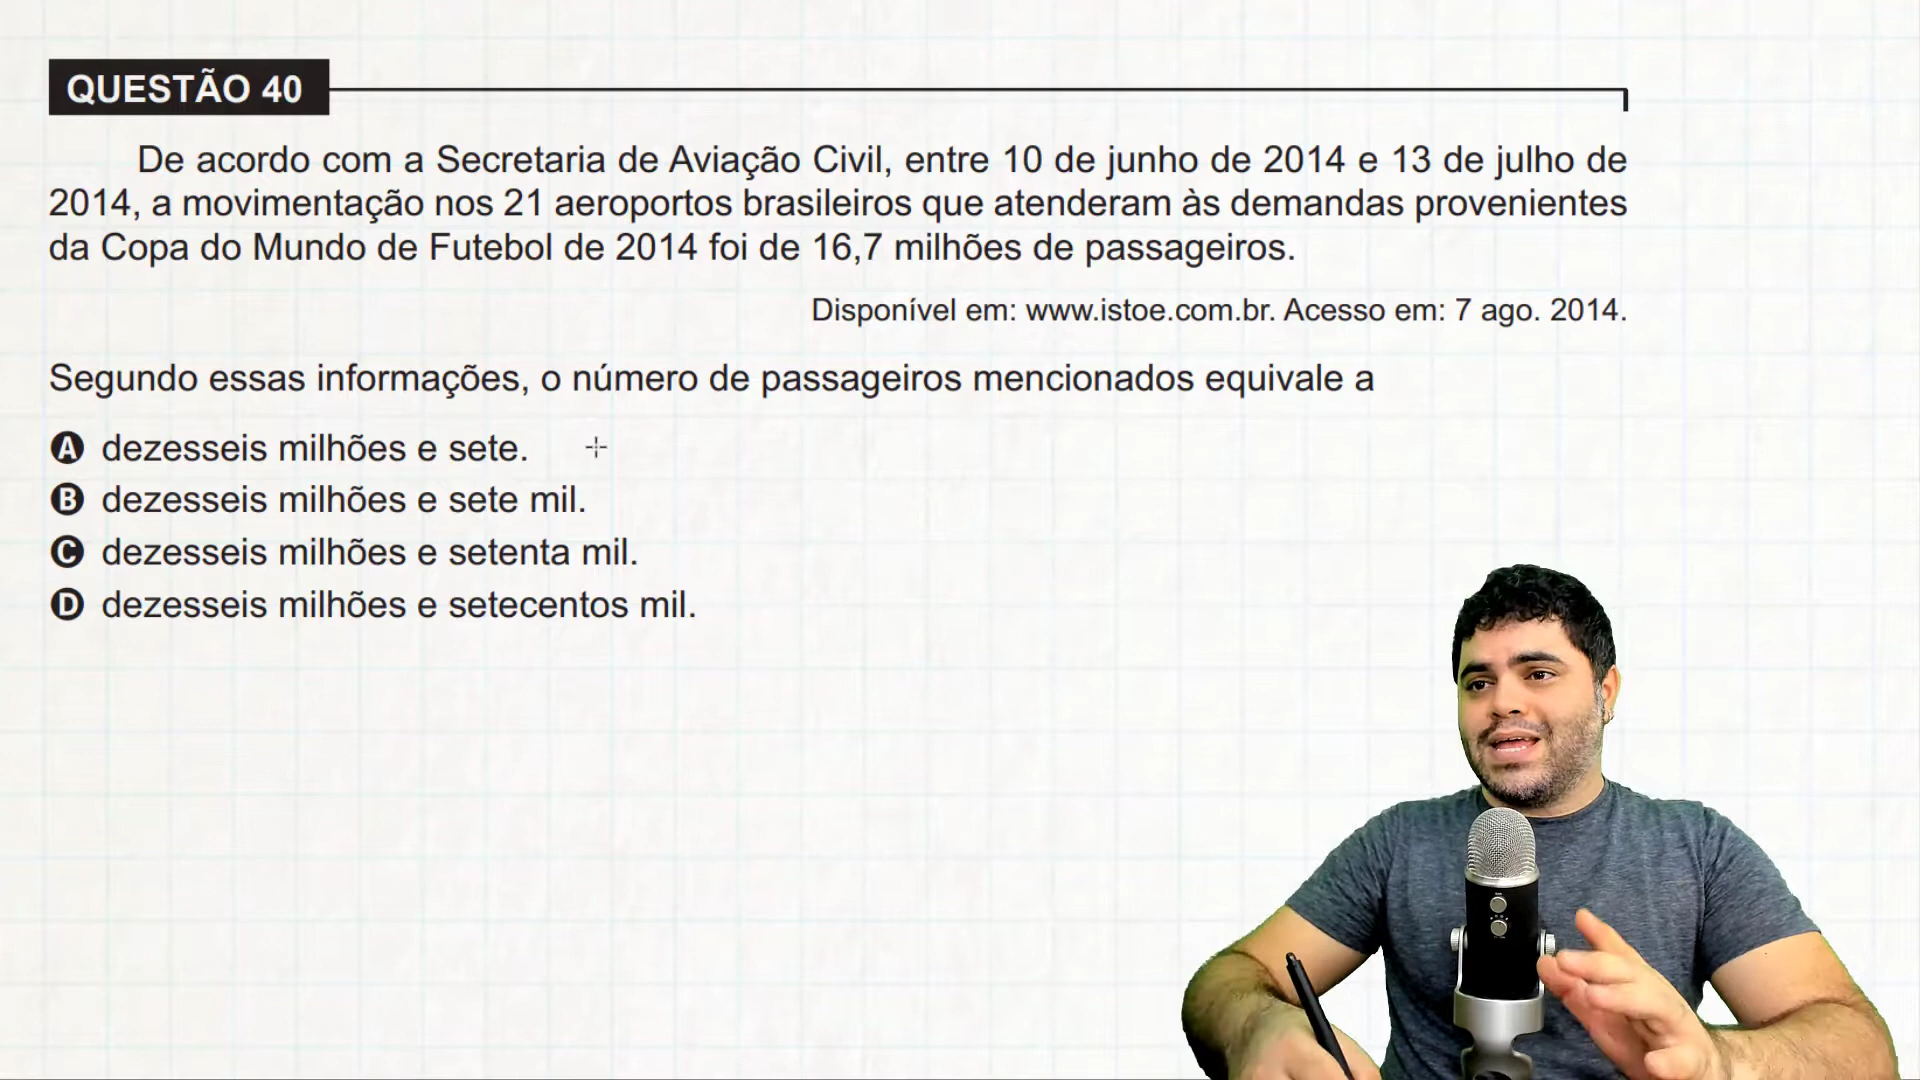 QUESTÃO 40
De acordo com a Secretaria de Aviação Civil, entre 10 de junho de 2014 e 13 de julho de
2014, a movimentação nos 21 aeroportos brasileiros que atenderam às demandas provenientes
da Copa do Mundo de Futebol de 2014 foi de 16,7 milhões de passageiros.
Disponível em: www.istoe.com.br. Acesso em: 7 ago. 2014.
Segundo essas informações, o número de passageiros mencionados equivale a
A dezesseis milhões e sete.
B dezesseis milhões e sete mil.
C dezesseis milhões e setenta mil.
D dezesseis milhões e setecentos mil.